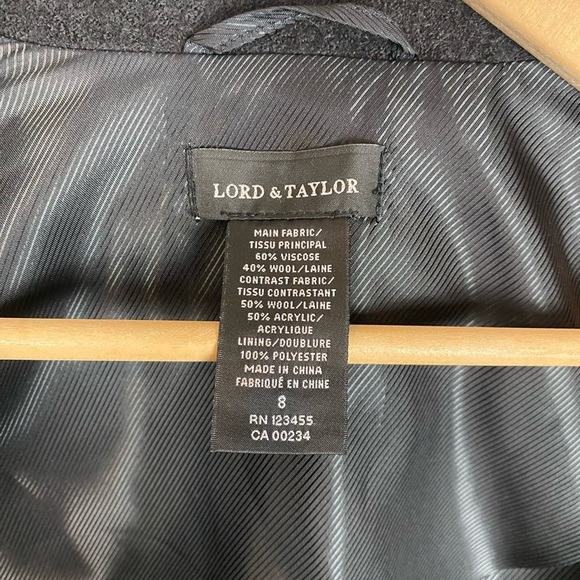 LORD & TAYLOR
MAIN FABRIC/
TISSU PRINCIPAL
60% VISCOSE
40% WOOL/LAINE
CONTRAST FABRIC/
TISSU CONTRASTANT
50% WOOL/LAINE
50% ACRYLIC/
ACRYLIQUE
LINING/DOUBLURE
100% POLYESTER
MADE IN CHINA
FABRIQUÉ EN CHINE
8
RN 123455
CA 00234